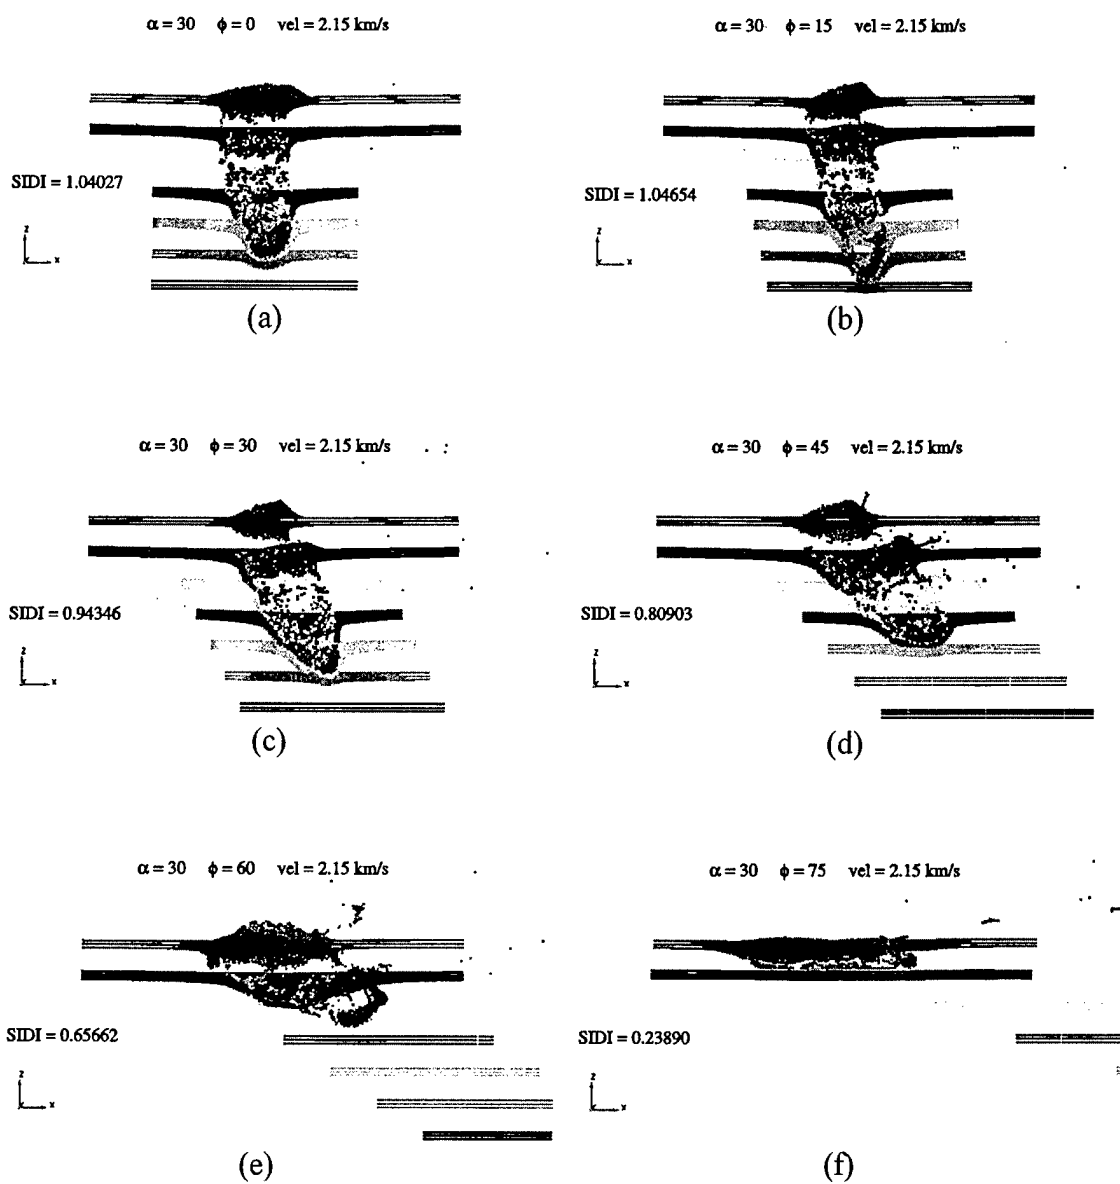 α = 30 ϕ = 0 vel = 2.15 km/s
SIDI = 1.04027
z
x
(a)
α = 30 ϕ = 15 vel = 2.15 km/s
SIDI = 1.04654
z
x
(b)
α = 30 ϕ = 30 vel = 2.15 km/s
SIDI = 0.94346
z
x
(c)
α = 30 ϕ = 45 vel = 2.15 km/s
SIDI = 0.80903
z
x
(d)
α = 30 ϕ = 60 vel = 2.15 km/s
SIDI = 0.65662
z
x
(e)
α = 30 ϕ = 75 vel = 2.15 km/s
SIDI = 0.23890
z
x
(f)